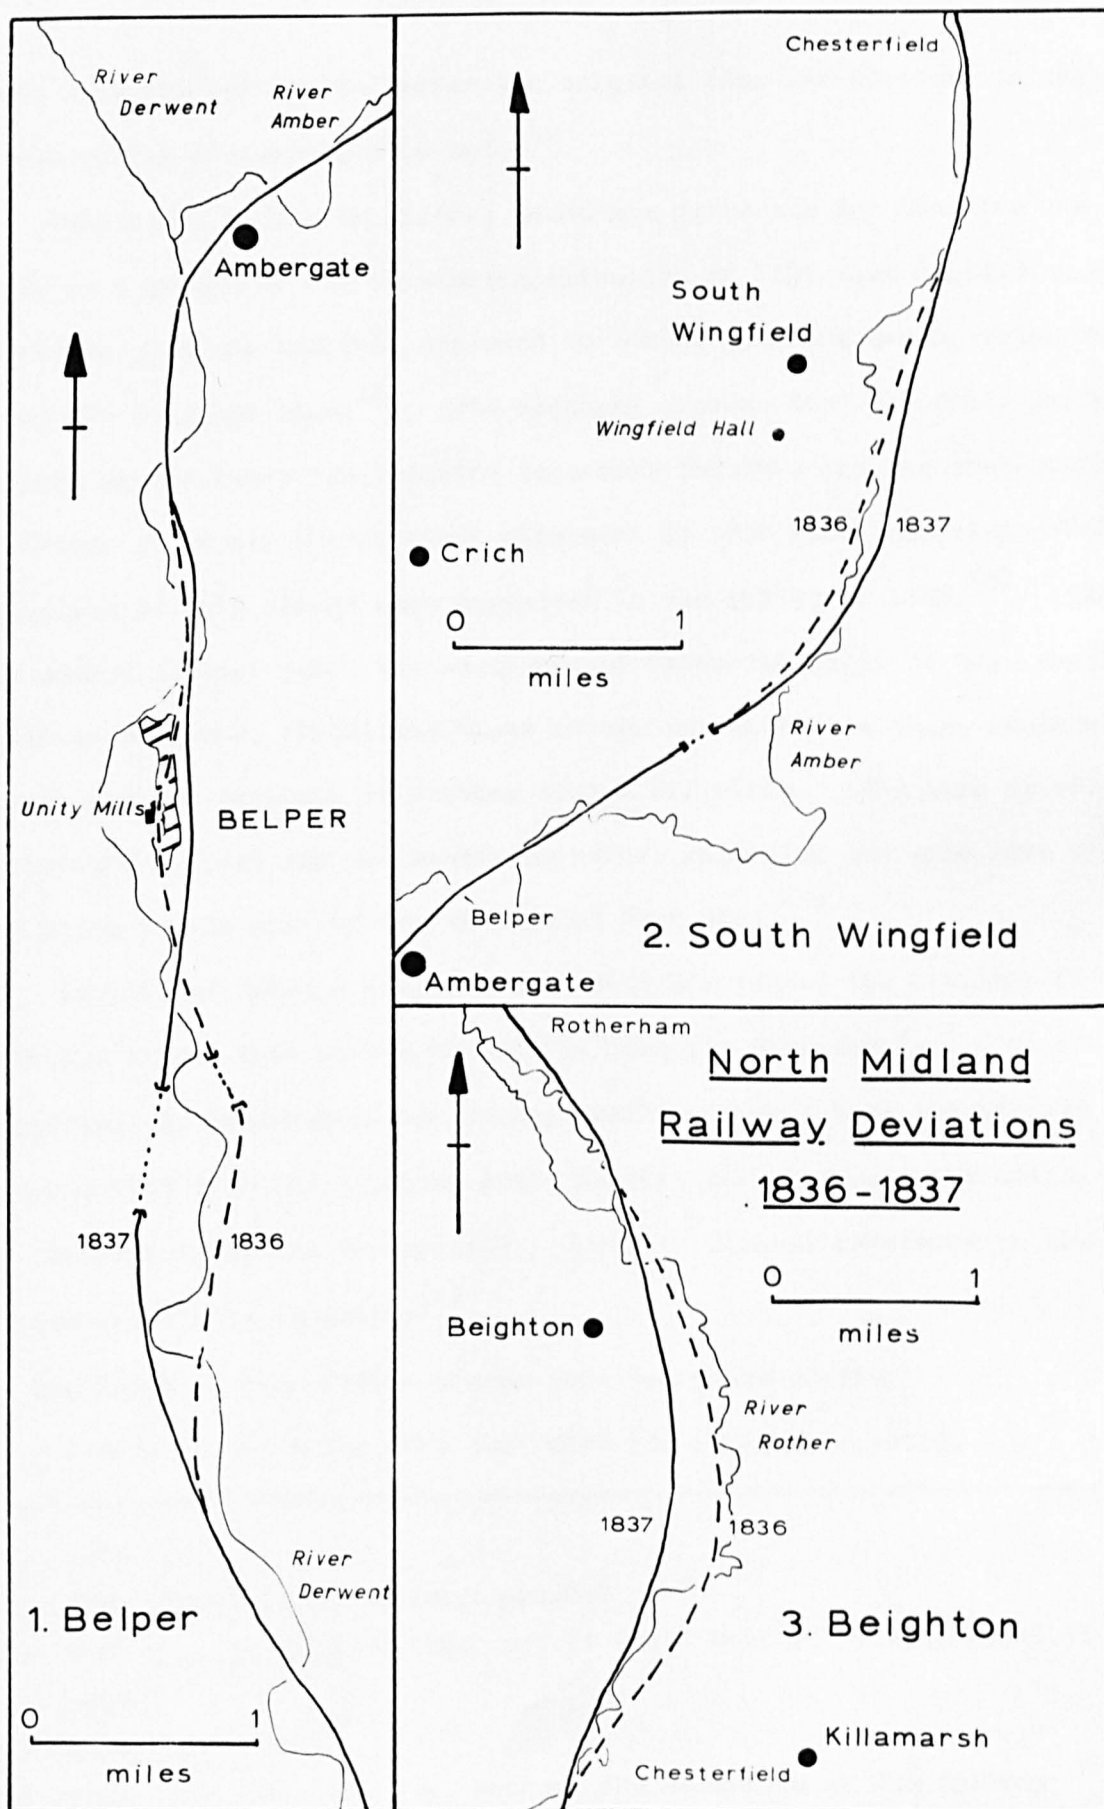 River
Derwent
River
Amber
Ambergate
Unity Mills
BELPER
1837
1836
River
Derwent
1. Belper
0 1
miles
Chesterfield
South
Wingfield
Wingfield Hall
1836
1837
Crich
0 1
miles
River
Amber
Belper
2. South Wingfield
Ambergate
Rotherham
North Midland
Railway Deviations
1836-1837
0 1
miles
Beighton
River
Rother
1837
1836
3. Beighton
Killamarsh
Chesterfield